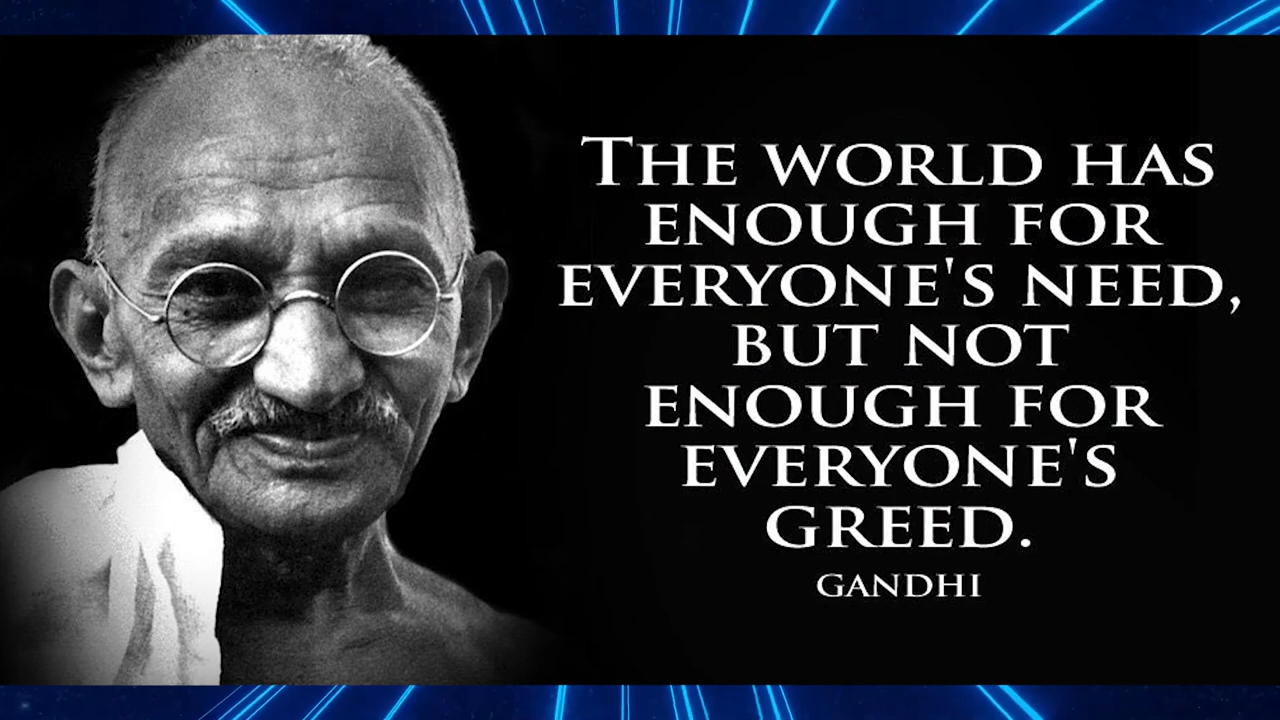 THE WORLD HAS
ENOUGH FOR
EVERYONE'S NEED,
BUT NOT
ENOUGH FOR
EVERYONE'S
GREED.
GANDHI